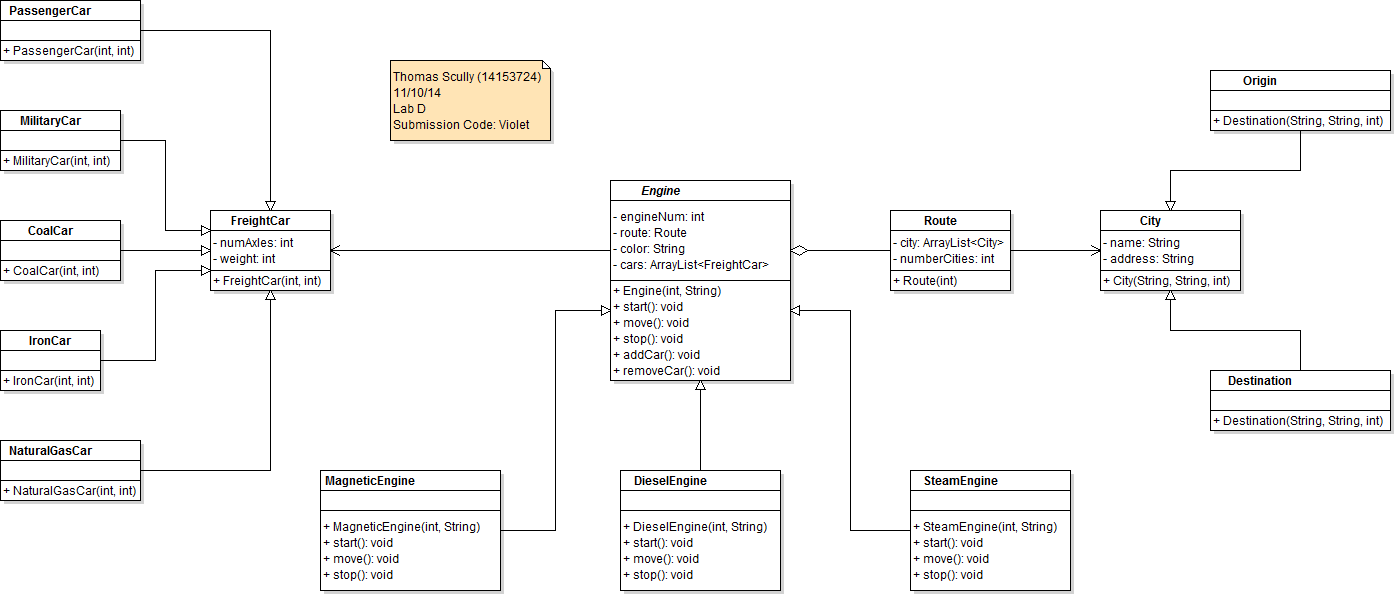 PassengerCar
+ PassengerCar(int, int)
MilitaryCar
+ MilitaryCar(int, int)
CoalCar
+ CoalCar(int, int)
IronCar
+ IronCar(int, int)
NaturalGasCar
+ NaturalGasCar(int, int)
FreightCar
- numAxles: int
- weight: int
+ FreightCar(int, int)
Thomas Scully (14153724)
11/10/14
Lab D
Submission Code: Violet
Engine
- engineNum: int
- route: Route
- color: String
- cars: ArrayList<FreightCar>
+ Engine(int, String)
+ start(): void
+ move(): void
+ stop(): void
+ addCar(): void
+ removeCar(): void
MagneticEngine
+ MagneticEngine(int, String)
+ start(): void
+ move(): void
+ stop(): void
DieselEngine
+ DieselEngine(int, String)
+ start(): void
+ move(): void
+ stop(): void
SteamEngine
+ SteamEngine(int, String)
+ start(): void
+ move(): void
+ stop(): void
Route
- city: ArrayList<City>
- numberCities: int
+ Route(int)
Origin
+ Destination(String, String, int)
City
- name: String
- address: String
+ City(String, String, int)
Destination
+ Destination(String, String, int)